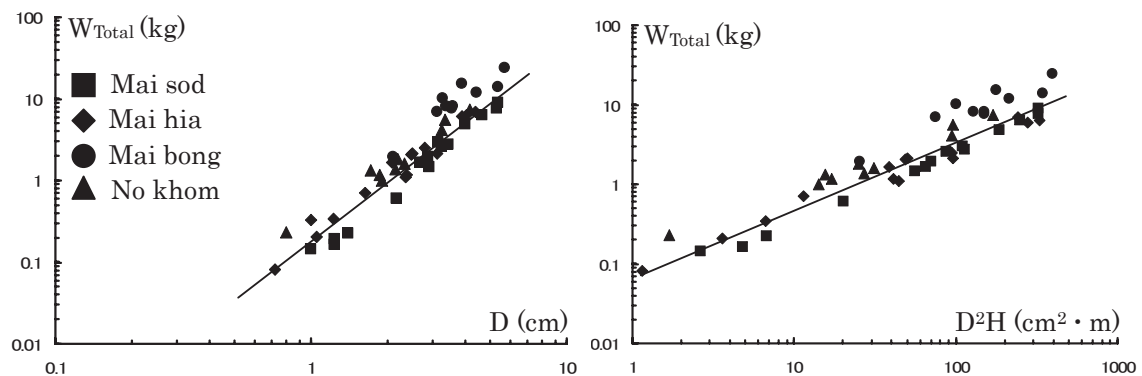 100
W_Total (kg)
Mai sod
Mai hia
Mai bong
No khom
10
1
0.1
0.01
D (cm)
0.1
1
10
100
W_Total (kg)
10
1
0.1
0.01
D²H (cm²・m)
1
10
100
1000